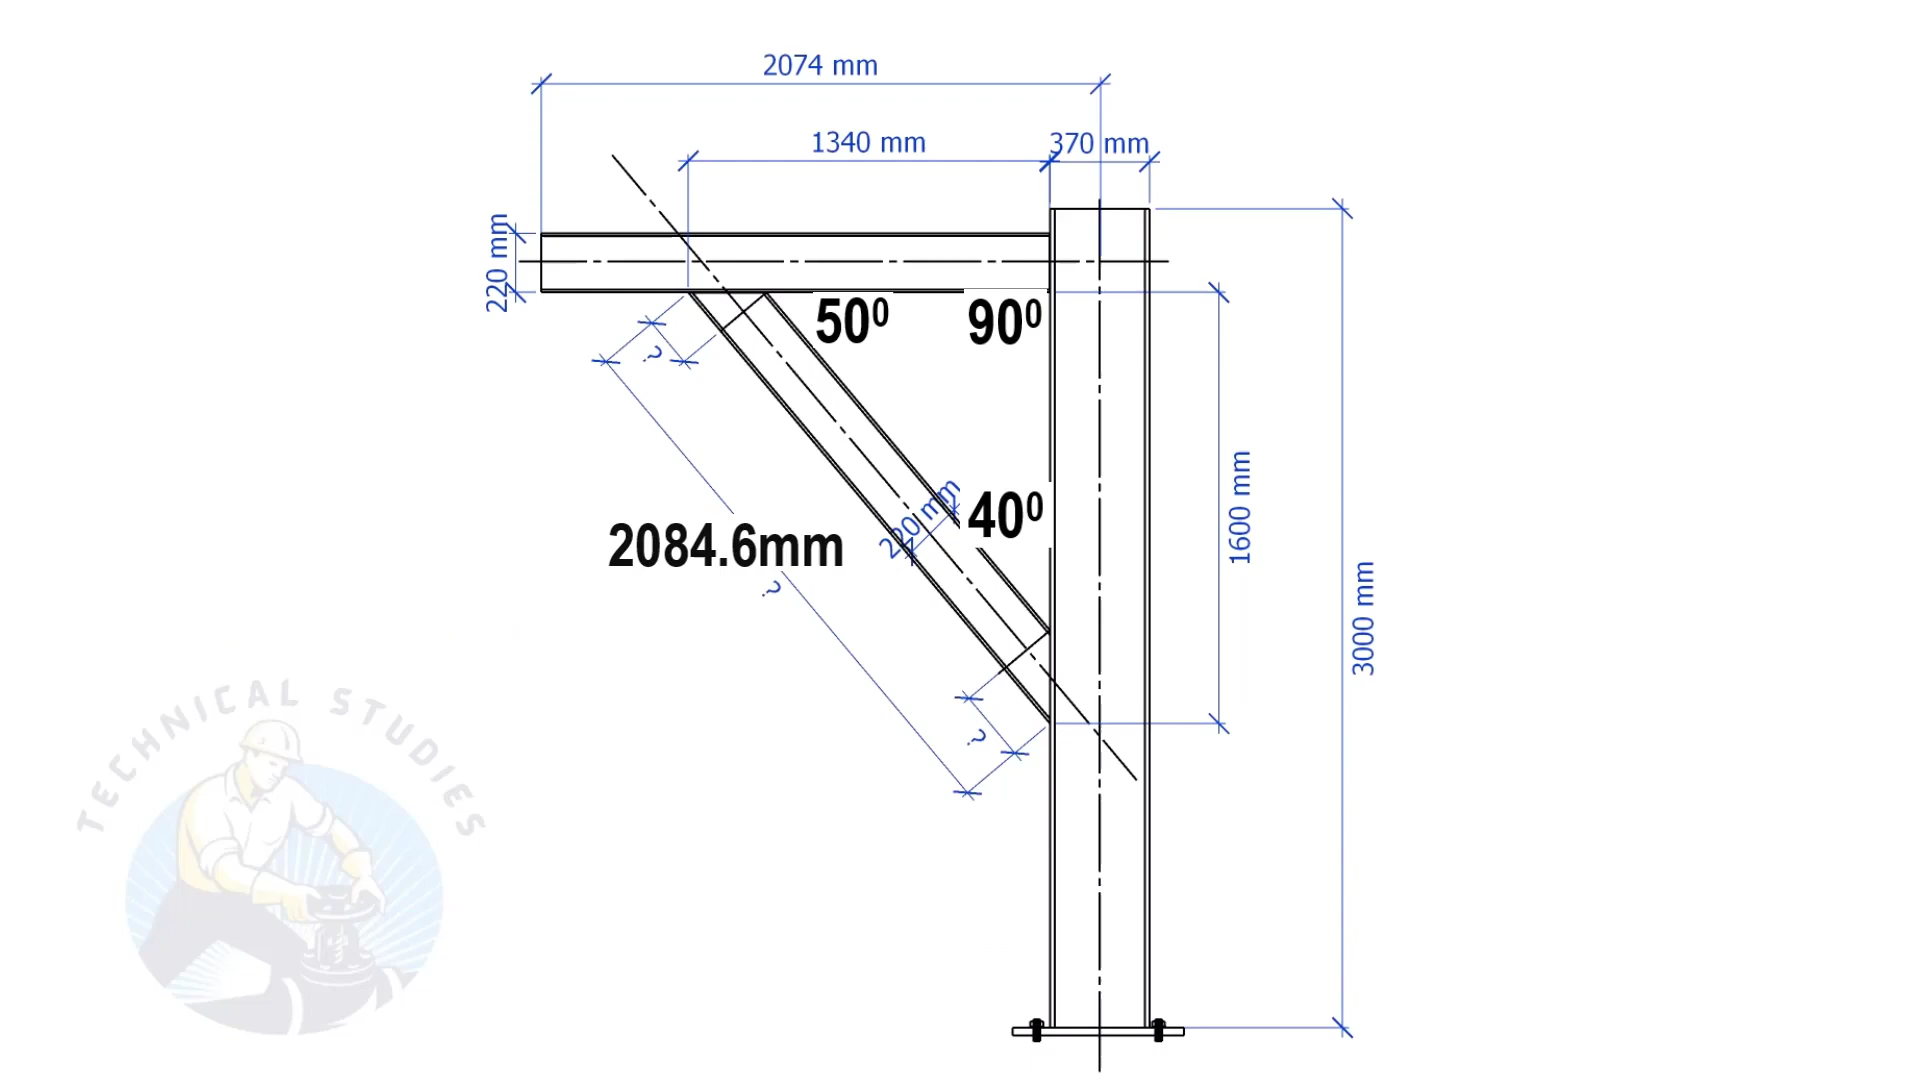 2074 mm
1340 mm
370 mm
220 mm
50⁰
90⁰
?
220 mm
40⁰
1600 mm
2084.6mm
?
3000 mm
?
TECHNICAL STUDIES